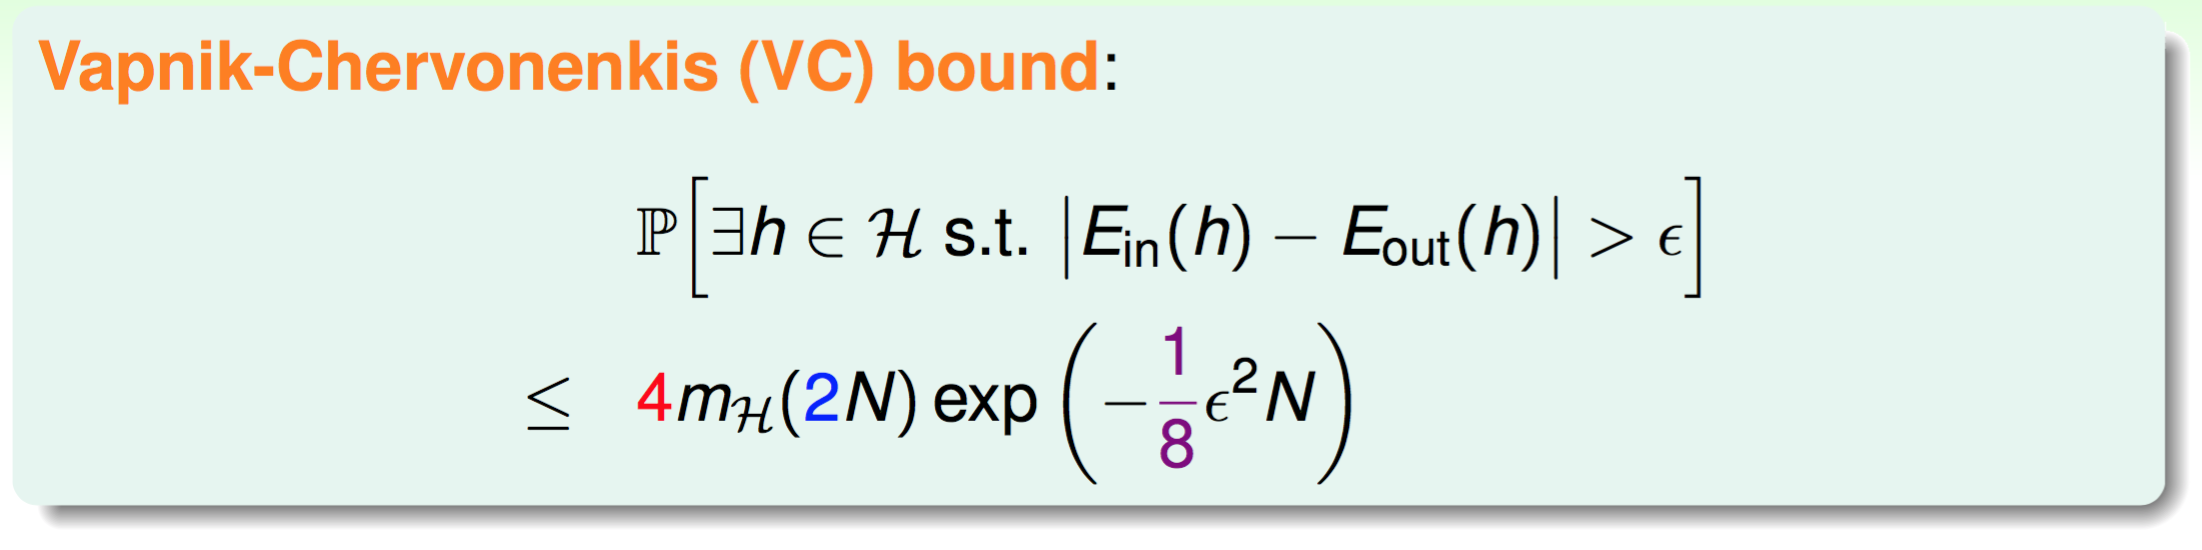 Vapnik-Chervonenkis (VC) bound:
ℙ[∃h ∈ ℋ s.t. |E_in(h) − E_out(h)| > ϵ]
≤ 4m_ℋ(2N) exp (−1/8 ϵ²N)